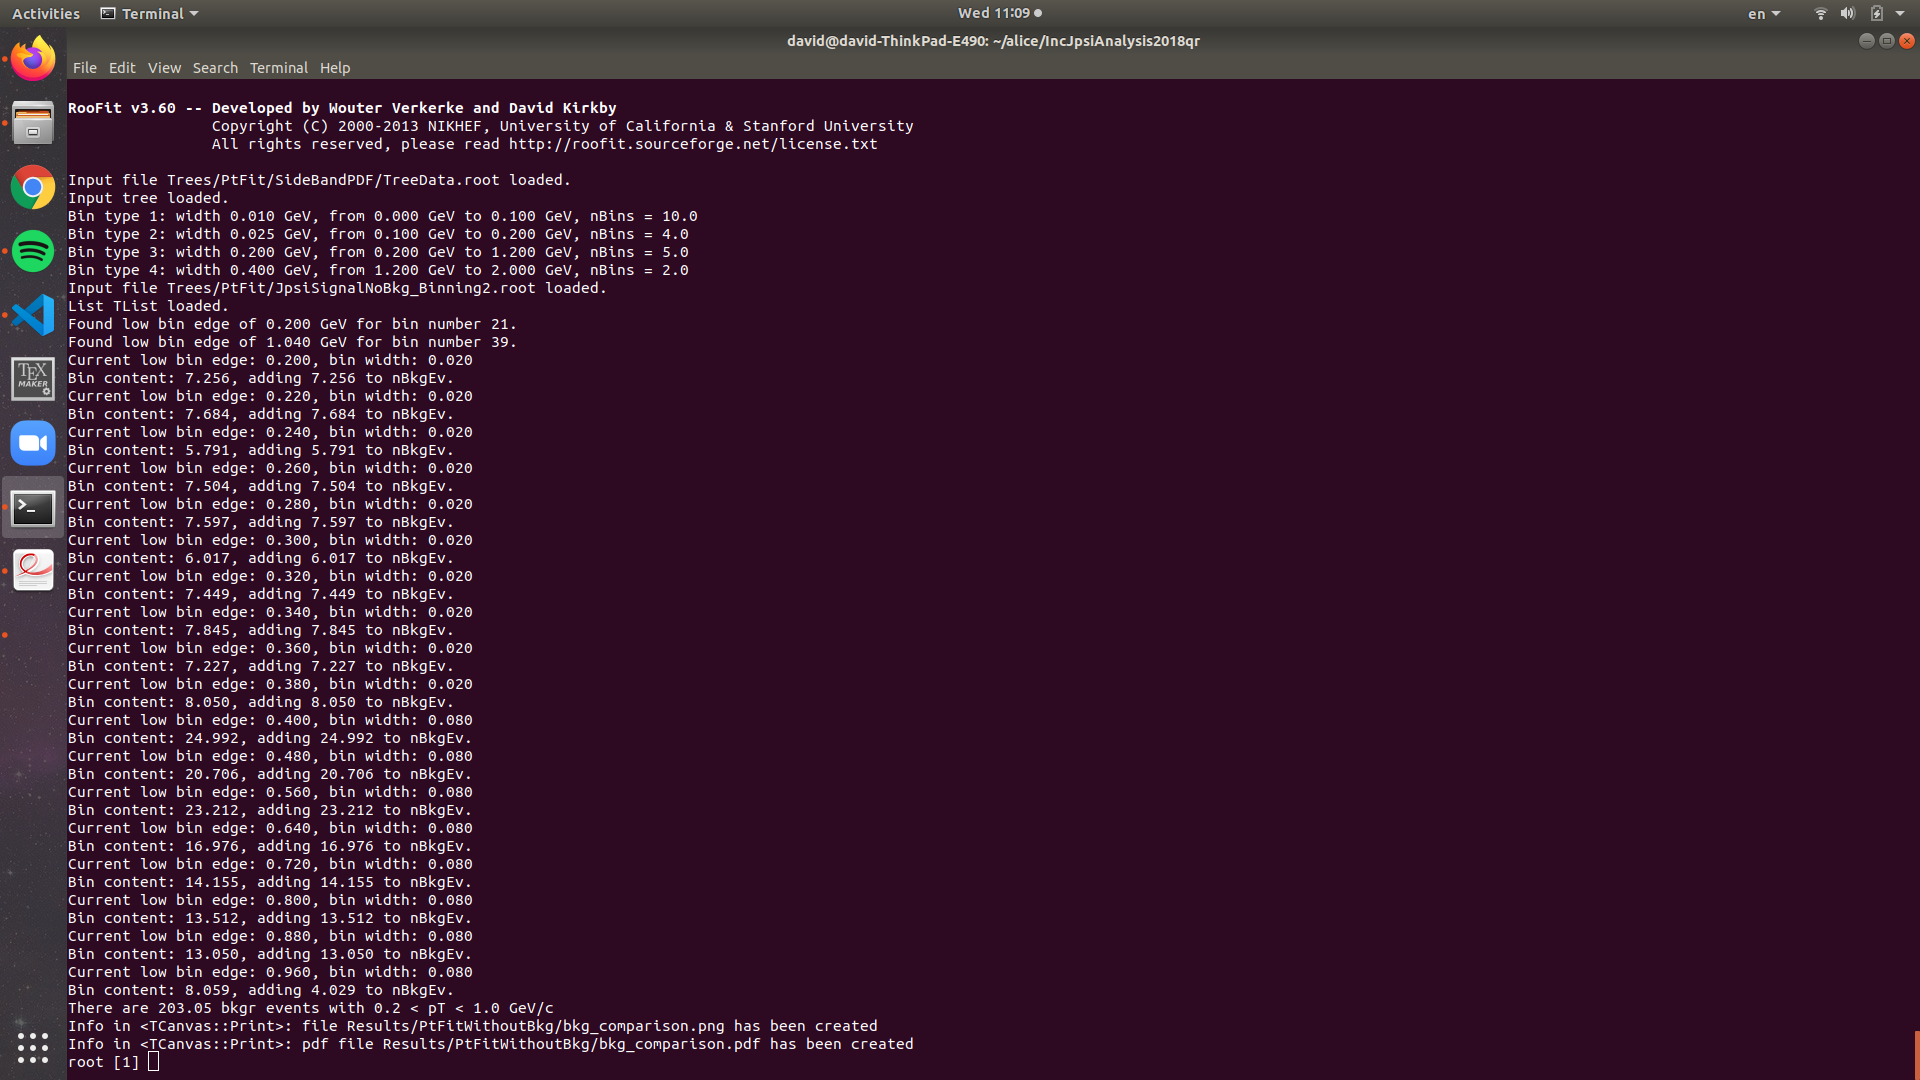 Activities Terminal Wed 11:09 en
david@david-ThinkPad-E490: ~/alice/IncJpsiAnalysis2018qr
File Edit View Search Terminal Help
RooFit v3.60 -- Developed by Wouter Verkerke and David Kirkby
Copyright (C) 2000-2013 NIKHEF, University of California & Stanford University
All rights reserved, please read http://roofit.sourceforge.net/license.txt
Input file Trees/PtFit/SideBandPDF/TreeData.root loaded.
Input tree loaded.
Bin type 1: width 0.010 GeV, from 0.000 GeV to 0.100 GeV, nBins = 10.0
Bin type 2: width 0.025 GeV, from 0.100 GeV to 0.200 GeV, nBins = 4.0
Bin type 3: width 0.200 GeV, from 0.200 GeV to 1.200 GeV, nBins = 5.0
Bin type 4: width 0.400 GeV, from 1.200 GeV to 2.000 GeV, nBins = 2.0
Input file Trees/PtFit/JpsiSignalNoBkg_Binning2.root loaded.
List TList loaded.
Found low bin edge of 0.200 GeV for bin number 21.
Found low bin edge of 1.040 GeV for bin number 39.
Current low bin edge: 0.200, bin width: 0.020
Bin content: 7.256, adding 7.256 to nBkgEv.
Current low bin edge: 0.220, bin width: 0.020
Bin content: 7.684, adding 7.684 to nBkgEv.
Current low bin edge: 0.240, bin width: 0.020
Bin content: 5.791, adding 5.791 to nBkgEv.
Current low bin edge: 0.260, bin width: 0.020
Bin content: 7.504, adding 7.504 to nBkgEv.
Current low bin edge: 0.280, bin width: 0.020
Bin content: 7.597, adding 7.597 to nBkgEv.
Current low bin edge: 0.300, bin width: 0.020
Bin content: 6.017, adding 6.017 to nBkgEv.
Current low bin edge: 0.320, bin width: 0.020
Bin content: 7.449, adding 7.449 to nBkgEv.
Current low bin edge: 0.340, bin width: 0.020
Bin content: 7.845, adding 7.845 to nBkgEv.
Current low bin edge: 0.360, bin width: 0.020
Bin content: 7.227, adding 7.227 to nBkgEv.
Current low bin edge: 0.380, bin width: 0.020
Bin content: 8.050, adding 8.050 to nBkgEv.
Current low bin edge: 0.400, bin width: 0.080
Bin content: 24.992, adding 24.992 to nBkgEv.
Current low bin edge: 0.480, bin width: 0.080
Bin content: 20.706, adding 20.706 to nBkgEv.
Current low bin edge: 0.560, bin width: 0.080
Bin content: 23.212, adding 23.212 to nBkgEv.
Current low bin edge: 0.640, bin width: 0.080
Bin content: 16.976, adding 16.976 to nBkgEv.
Current low bin edge: 0.720, bin width: 0.080
Bin content: 14.155, adding 14.155 to nBkgEv.
Current low bin edge: 0.800, bin width: 0.080
Bin content: 13.512, adding 13.512 to nBkgEv.
Current low bin edge: 0.880, bin width: 0.080
Bin content: 13.050, adding 13.050 to nBkgEv.
Current low bin edge: 0.960, bin width: 0.080
Bin content: 8.059, adding 4.029 to nBkgEv.
There are 203.05 bkgr events with 0.2 < pT < 1.0 GeV/c
Info in <TCanvas::Print>: file Results/PtFitWithoutBkg/bkg_comparison.png has been created
Info in <TCanvas::Print>: pdf file Results/PtFitWithoutBkg/bkg_comparison.pdf has been created
root [1]
TEX
MAKER